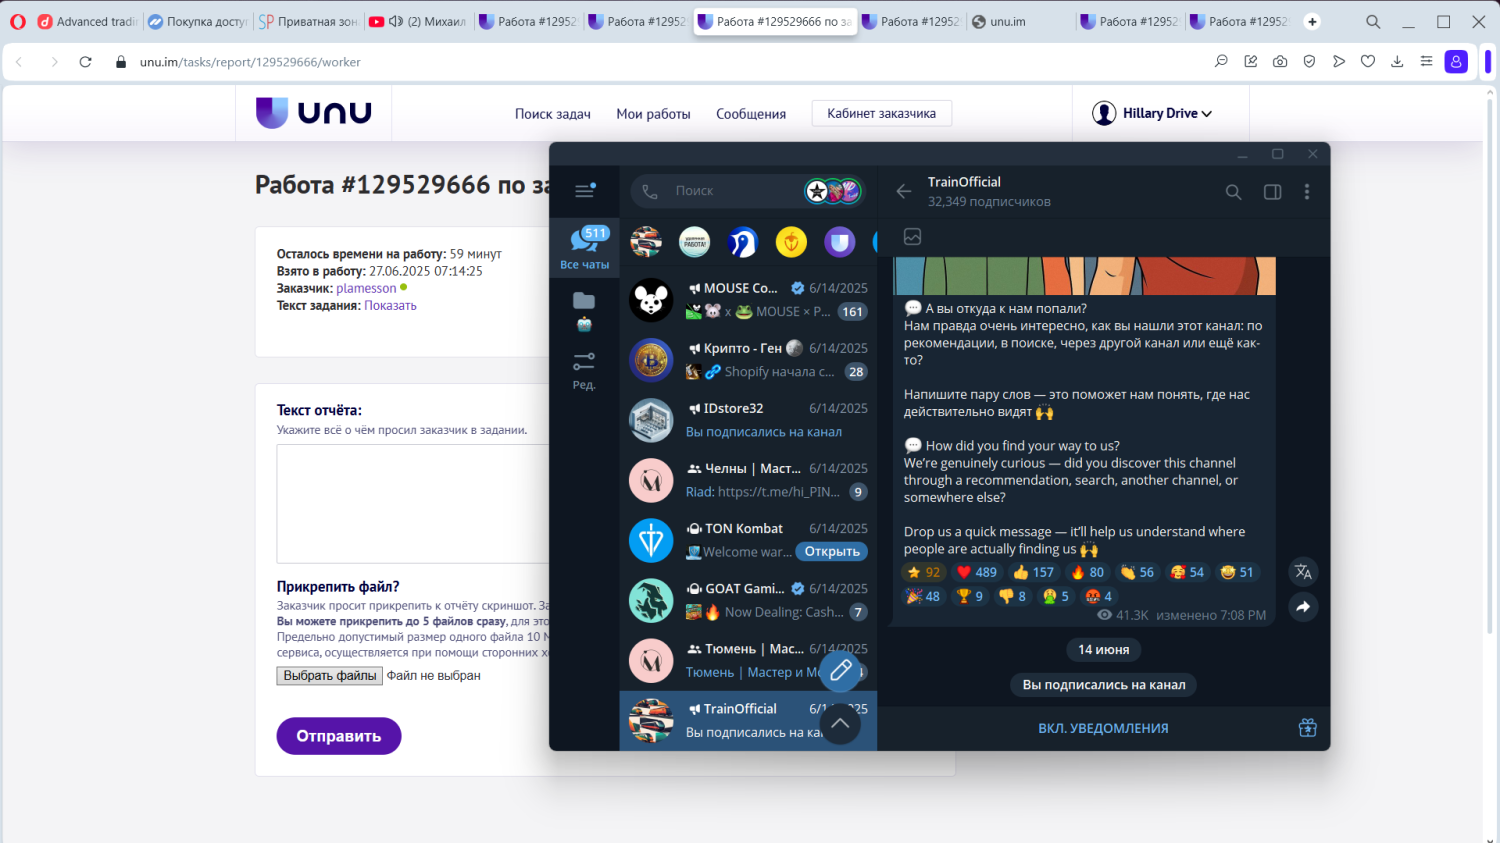 Advanced tradi
Покупка досту
Приватная зон
(2) Михаил
Работа #12952
Работа #12952
Работа #129529666 по за
Работа #12952
unu.im
Работа #12952
Работа #12952
unu.im/tasks/report/129529666/worker
unu
Поиск задач
Мои работы
Сообщения
Кабинет заказчика
Hillary Drive
Работа #129529666 по за
Осталось времени на работу: 59 минут
Взято в работу: 27.06.2025 07:14:25
Заказчик: plamesson
Текст задания: Показать
Текст отчёта:
Укажите всё о чём просил заказчик в задании.
Прикрепить файл?
Заказчик просит прикрепить к отчёту скриншот. За
Вы можете прикрепить до 5 файлов сразу, для это
Предельно допустимый размер одного файла 10 М
сервиса, осуществляется при помощи сторонних х
Выбрать файлы Файл не выбран
Отправить
511
Все чаты
Ред.
Поиск
УДАЛЕННАЯ РАБОТА!
MOUSE Co... 6/14/2025
x MOUSE × P... 161
Крипто - Ген 6/14/2025
Shopify начала с... 28
IDstore32 6/14/2025
Вы подписались на канал
Челны | Маст... 6/14/2025
Riad: https://t.me/hi_PIN... 9
TON Kombat 6/14/2025
Welcome war... Открыть
GOAT Gami... 6/14/2025
Now Dealing: Cash... 7
Тюмень | Мас... 6/14/2025
Тюмень | Мастер и М
TrainOfficial 6/1 025
Вы подписались на ка
TrainOfficial
32,349 подписчиков
А вы откуда к нам попали?
Нам правда очень интересно, как вы нашли этот канал: по
рекомендации, в поиске, через другой канал или ещё как-
то?
Напишите пару слов — это поможет нам понять, где нас
действительно видят
How did you find your way to us?
We’re genuinely curious — did you discover this channel
through a recommendation, search, another channel, or
somewhere else?
Drop us a quick message — it’ll help us understand where
people are actually finding us
92 489 157 80 56 54 51
48 9 8 5 4
41.3K изменено 7:08 PM
14 июня
Вы подписались на канал
ВКЛ. УВЕДОМЛЕНИЯ